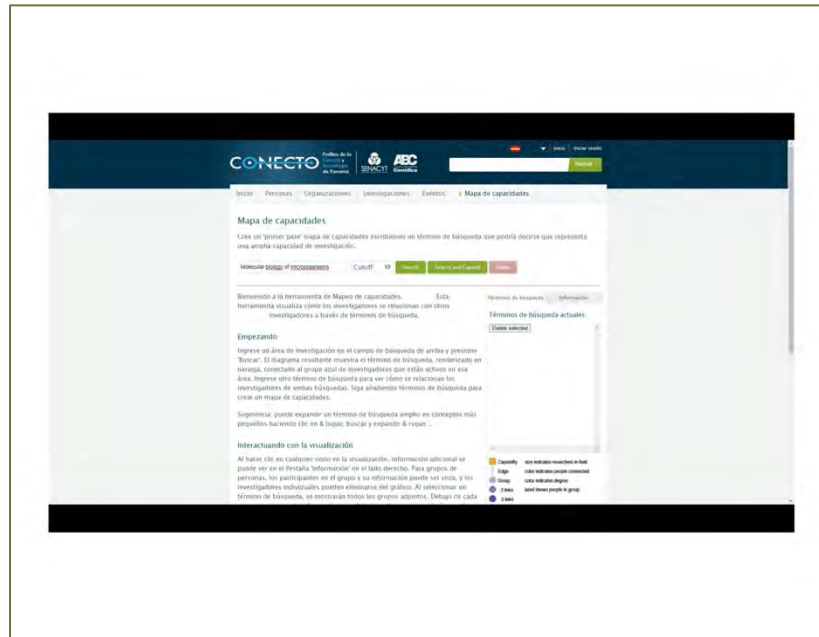 CONECTO
Perfiles de la
Ciencia y
Tecnología
de Panamá
SENACYT
ABC
Científica
Inicio
Iniciar sesión
Buscar
Inicio Personas Organizaciones Investigaciones Eventos Mapa de capacidades
Mapa de capacidades
Cree un 'primer pase' mapa de capacidades escribiendo un término de búsqueda que podría decirse que representa
una amplia capacidad de investigación.
Molecular biology of microorganisms Cutoff 10 Search Search and Expand
Bienvenido a la herramienta de Mapeo de capacidades. Esta
herramienta visualiza cómo los investigadores se relacionan con otros
investigadores a través de términos de búsqueda.
Empezando
Ingrese un área de investigación en el campo de búsqueda de arriba y presione
'Buscar'. El diagrama resultante muestra el término de búsqueda, renderizado en
naranja, conectado al grupo azul de investigadores que están activos en esa
área. Ingrese otro término de búsqueda para ver cómo se relacionan los
investigadores de ambas búsquedas. Siga añadiendo términos de búsqueda para
crear un mapa de capacidades.
Sugerencia: puede expandir un término de búsqueda amplio en conceptos más
pequeños haciendo clic en & lsquo; buscar y expando & rsquo ;.
Interactuando con la visualización
Al hacer clic en cualquier nodo en la visualización, información adicional se
puede ver en el Pestaña 'Información' en el lado derecho. Para grupos de
personas, los participantes en el grupo y su información puede ser vista, y los
investigadores individuales pueden eliminarse del gráfico. Al seleccionar un
término de búsqueda, se mostrarán todos los grupos adjuntos. Debajo de cada
Términos de búsqueda Información
Términos de búsqueda actuales
Delete selected
Capability size indicates researchers in field
Edge color indicates people connected
Group color indicates degree
2 links label shows people in group
3 links